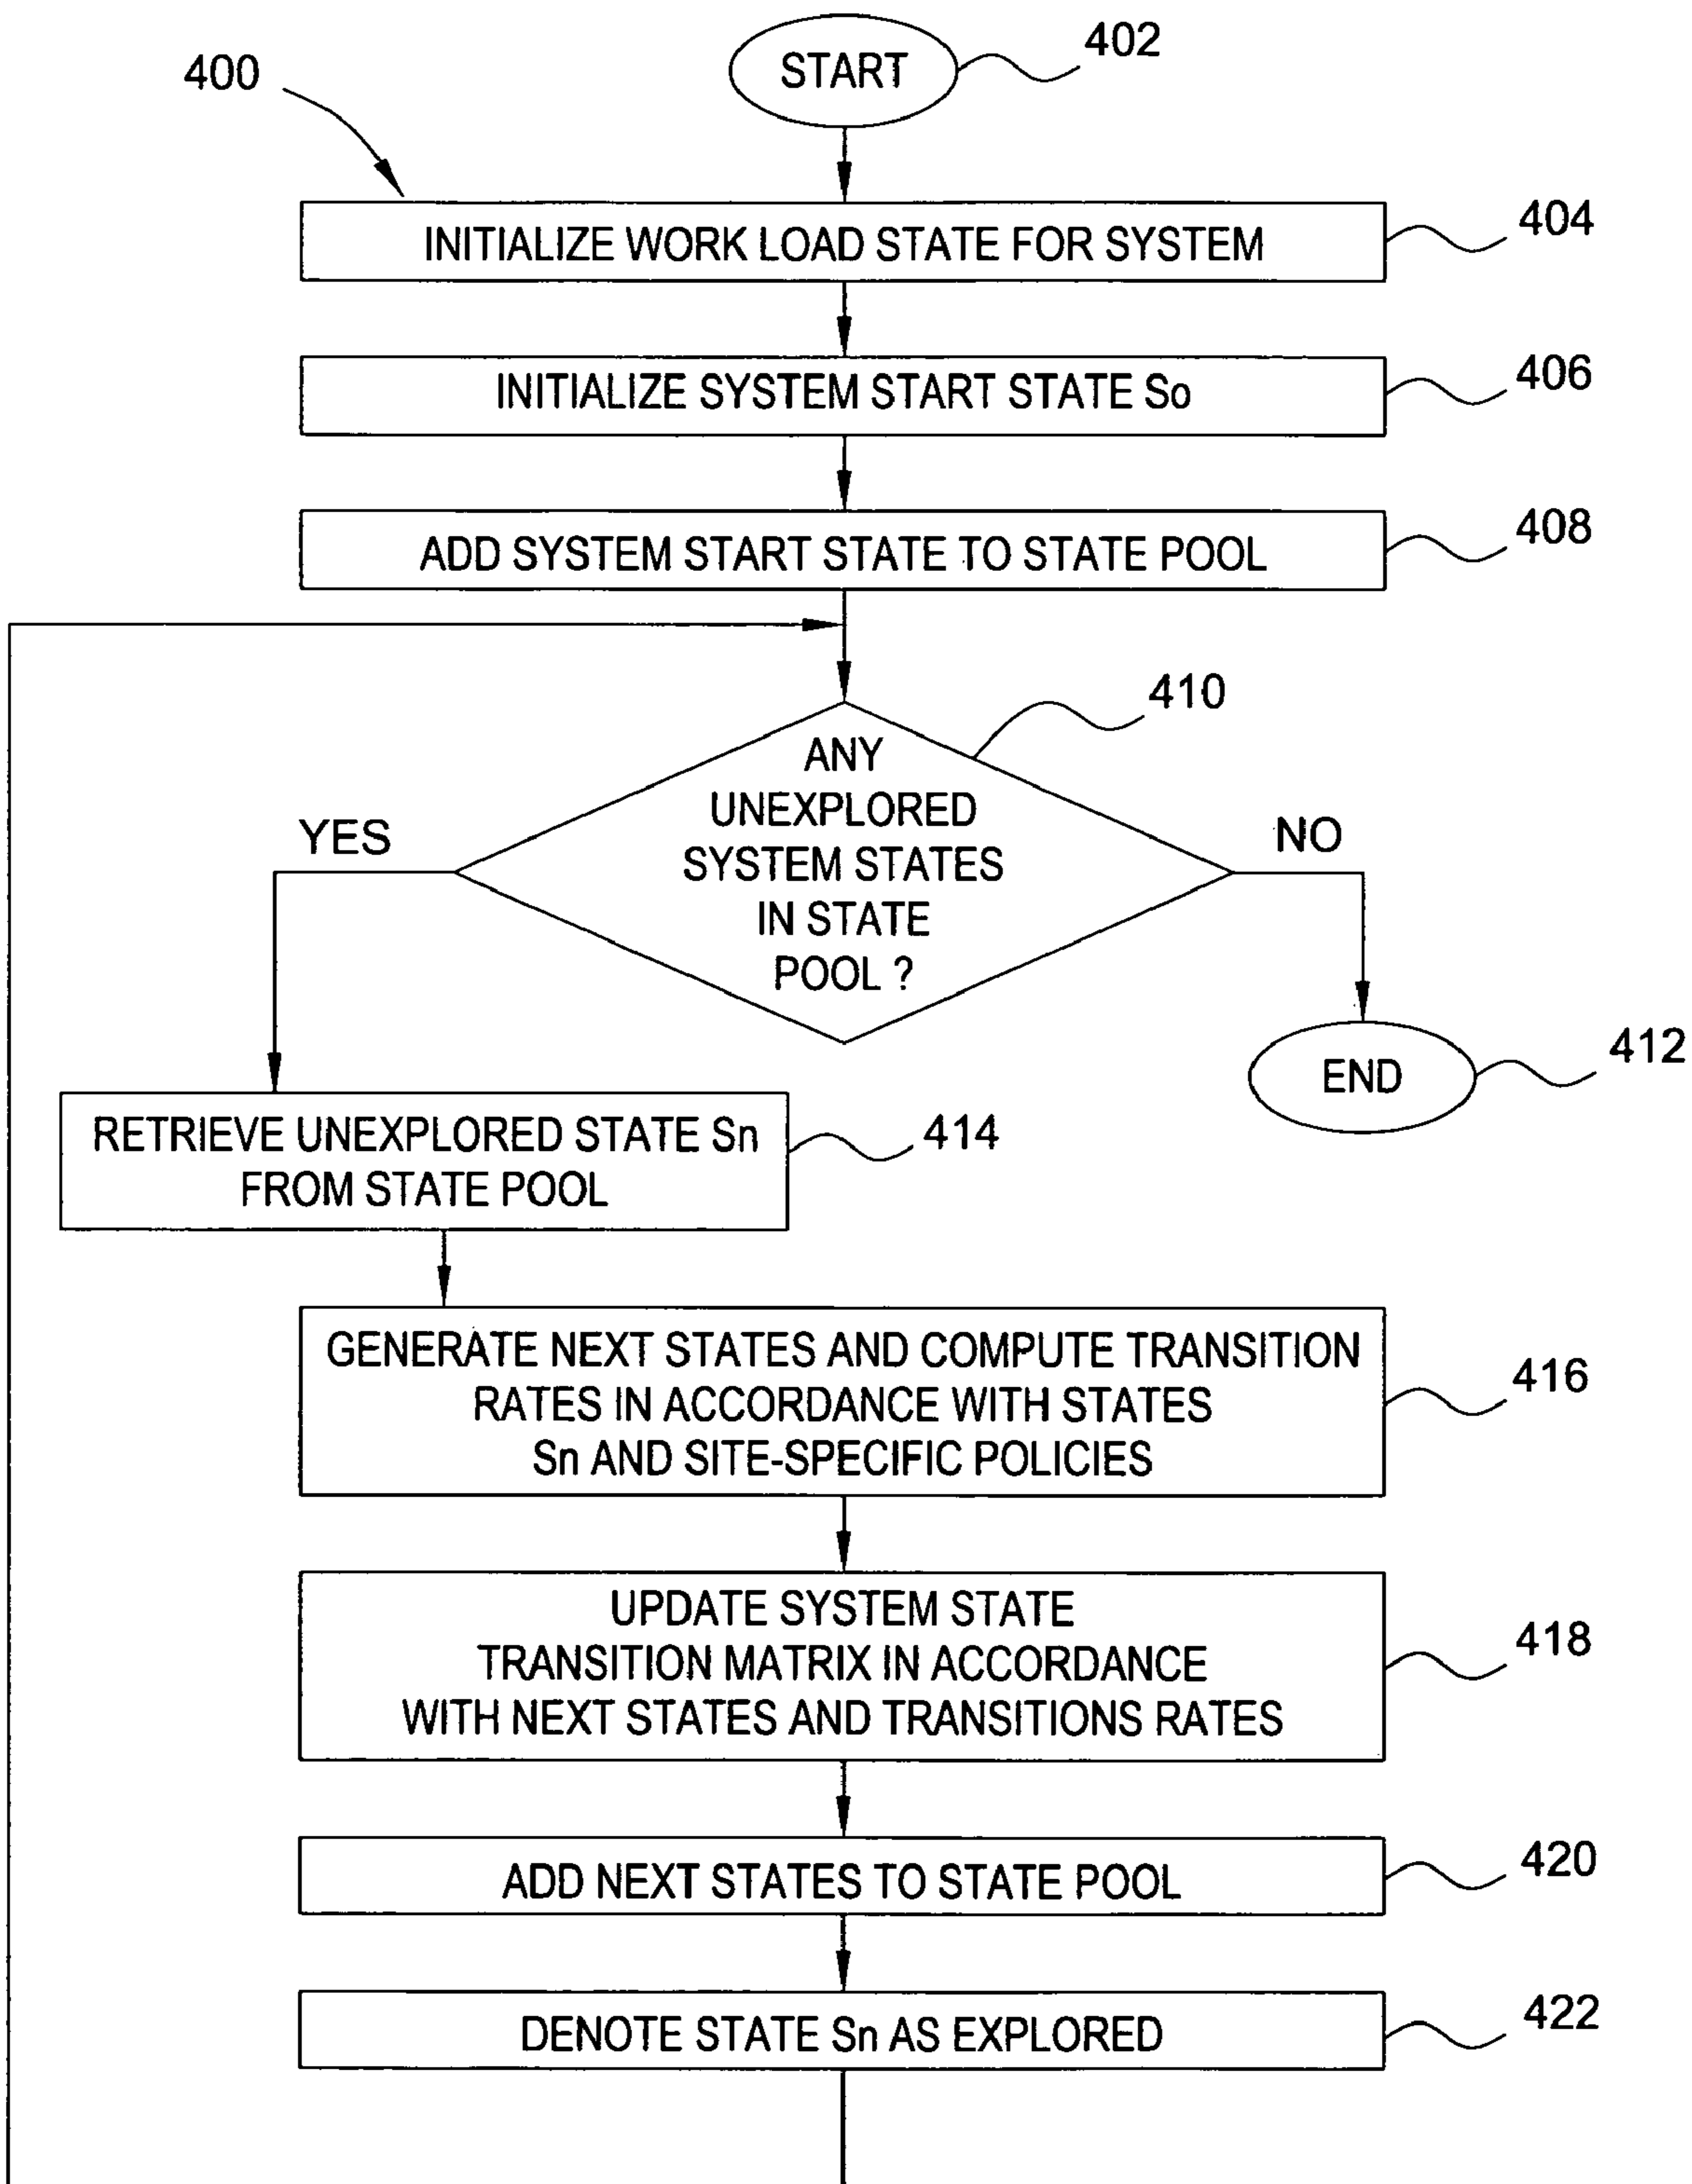 400
START
402
INITIALIZE WORK LOAD STATE FOR SYSTEM
404
INITIALIZE SYSTEM START STATE So
406
ADD SYSTEM START STATE TO STATE POOL
408
410
ANY
UNEXPLORED
SYSTEM STATES
IN STATE
POOL ?
YES
NO
END
412
RETRIEVE UNEXPLORED STATE Sn
FROM STATE POOL
414
GENERATE NEXT STATES AND COMPUTE TRANSITION
RATES IN ACCORDANCE WITH STATES
Sn AND SITE-SPECIFIC POLICIES
416
UPDATE SYSTEM STATE
TRANSITION MATRIX IN ACCORDANCE
WITH NEXT STATES AND TRANSITIONS RATES
418
ADD NEXT STATES TO STATE POOL
420
DENOTE STATE Sn AS EXPLORED
422